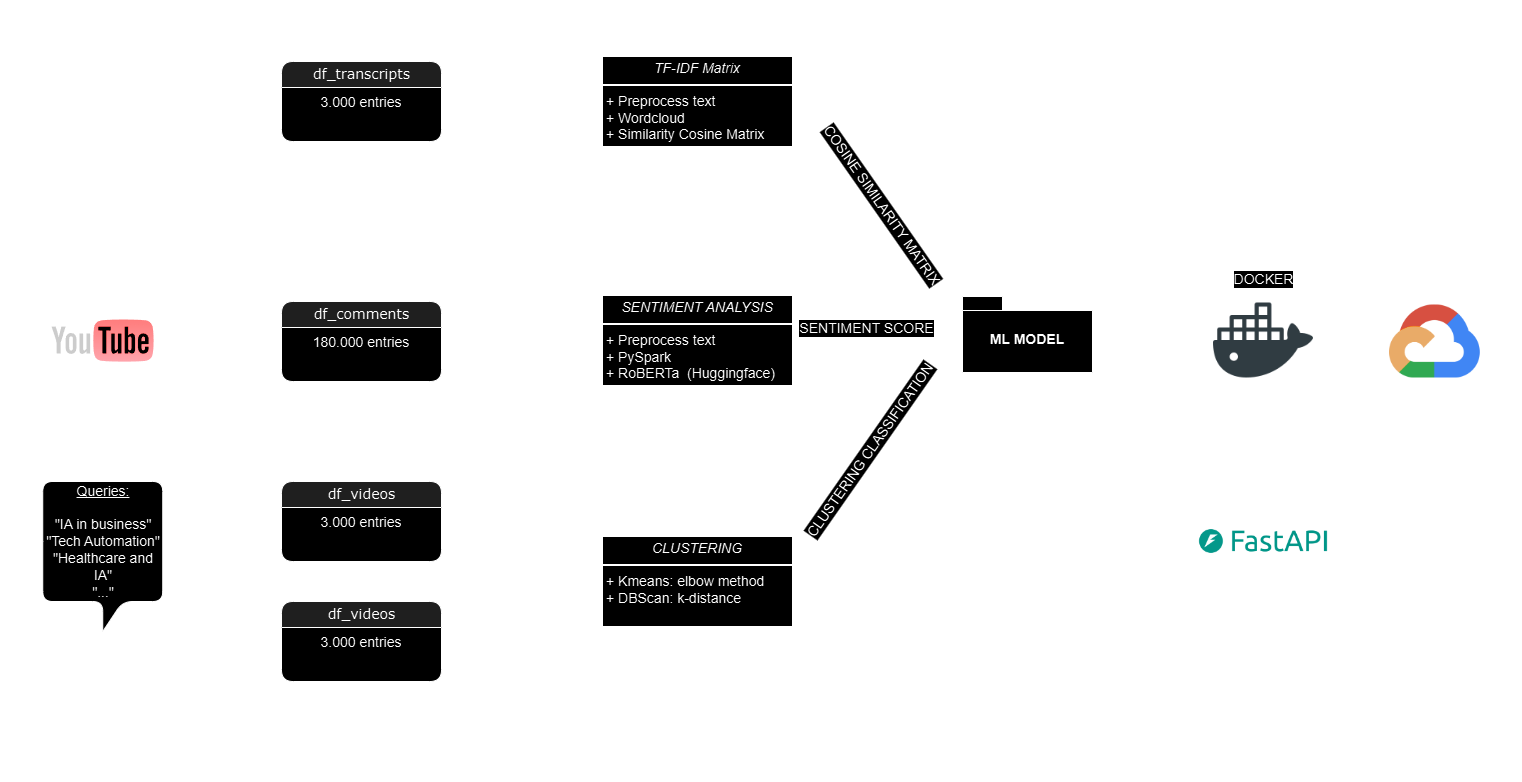 YouTube
Queries:
"IA in business"
"Tech Automation"
"Healthcare and
IA"
"..."
df_transcripts
3.000 entries
df_comments
180.000 entries
df_videos
3.000 entries
df_videos
3.000 entries
TF-IDF Matrix
+ Preprocess text
+ Wordcloud
+ Similarity Cosine Matrix
SENTIMENT ANALYSIS
+ Preprocess text
+ PySpark
+ RoBERTa  (Huggingface)
CLUSTERING
+ Kmeans: elbow method
+ DBScan: k-distance
COSINE SIMILARITY MATRIX
SENTIMENT SCORE
CLUSTERING CLASSIFICATION
ML MODEL
DOCKER
FastAPI